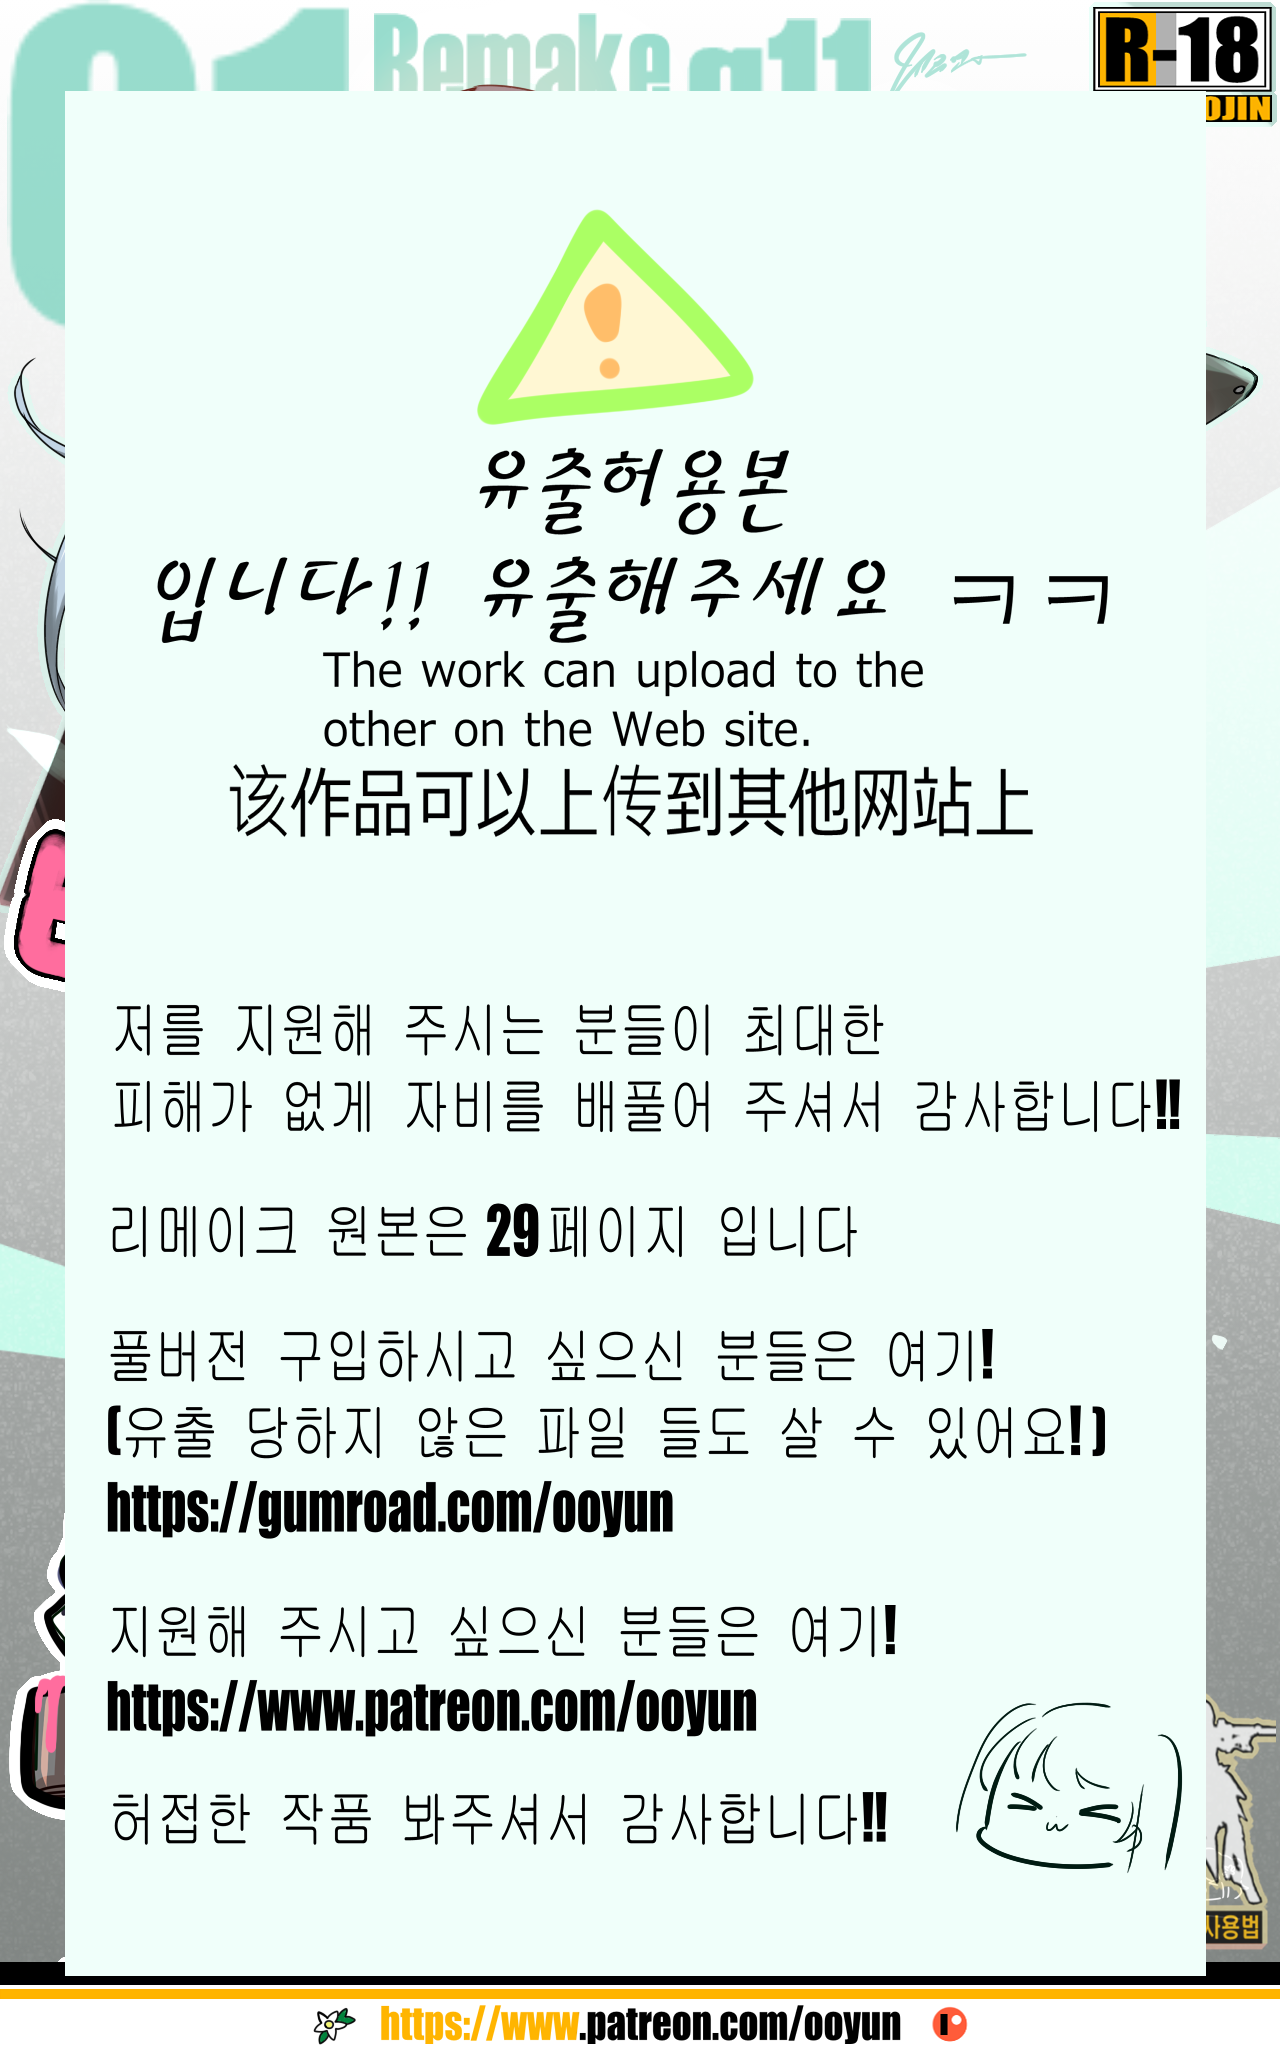 01 Remake g11
R-18
OJIN
유출허용본
입니다!! 유출해주세요 ㅋㅋ
The work can upload to the
other on the Web site.
该作品可以上传到其他网站上
저를 지원해 주시는 분들이 최대한
피해가 없게 자비를 배풀어 주셔서 감사합니다!!
리메이크 원본은 29페이지 입니다
풀버전 구입하시고 싶으신 분들은 여기!
(유출 당하지 않은 파일 들도 살 수 있어요!)
https://gumroad.com/ooyun
지원해 주시고 싶으신 분들은 여기!
https://www.patreon.com/ooyun
허접한 작품 봐주셔서 감사합니다!!
사용법
https://www.patreon.com/ooyun